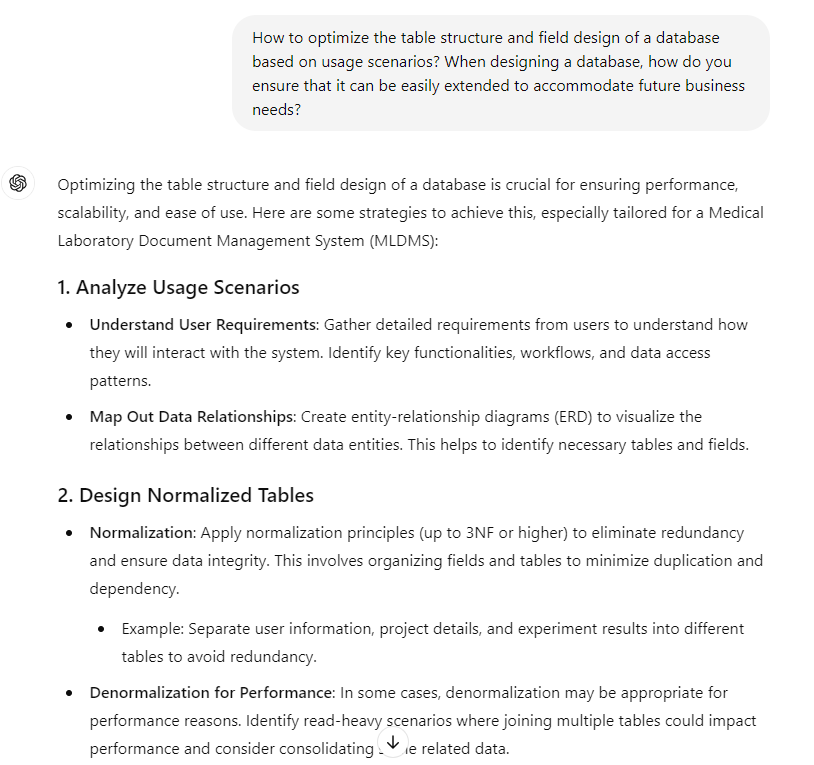 How to optimize the table structure and field design of a database
based on usage scenarios? When designing a database, how do you
ensure that it can be easily extended to accommodate future business
needs?
Optimizing the table structure and field design of a database is crucial for ensuring performance,
scalability, and ease of use. Here are some strategies to achieve this, especially tailored for a Medical
Laboratory Document Management System (MLDMS):
1. Analyze Usage Scenarios
• Understand User Requirements: Gather detailed requirements from users to understand how
they will interact with the system. Identify key functionalities, workflows, and data access
patterns.
• Map Out Data Relationships: Create entity-relationship diagrams (ERD) to visualize the
relationships between different data entities. This helps to identify necessary tables and fields.
2. Design Normalized Tables
• Normalization: Apply normalization principles (up to 3NF or higher) to eliminate redundancy
and ensure data integrity. This involves organizing fields and tables to minimize duplication and
dependency.
• Example: Separate user information, project details, and experiment results into different
tables to avoid redundancy.
• Denormalization for Performance: In some cases, denormalization may be appropriate for
performance reasons. Identify read-heavy scenarios where joining multiple tables could impact
performance and consider consolidating related data.